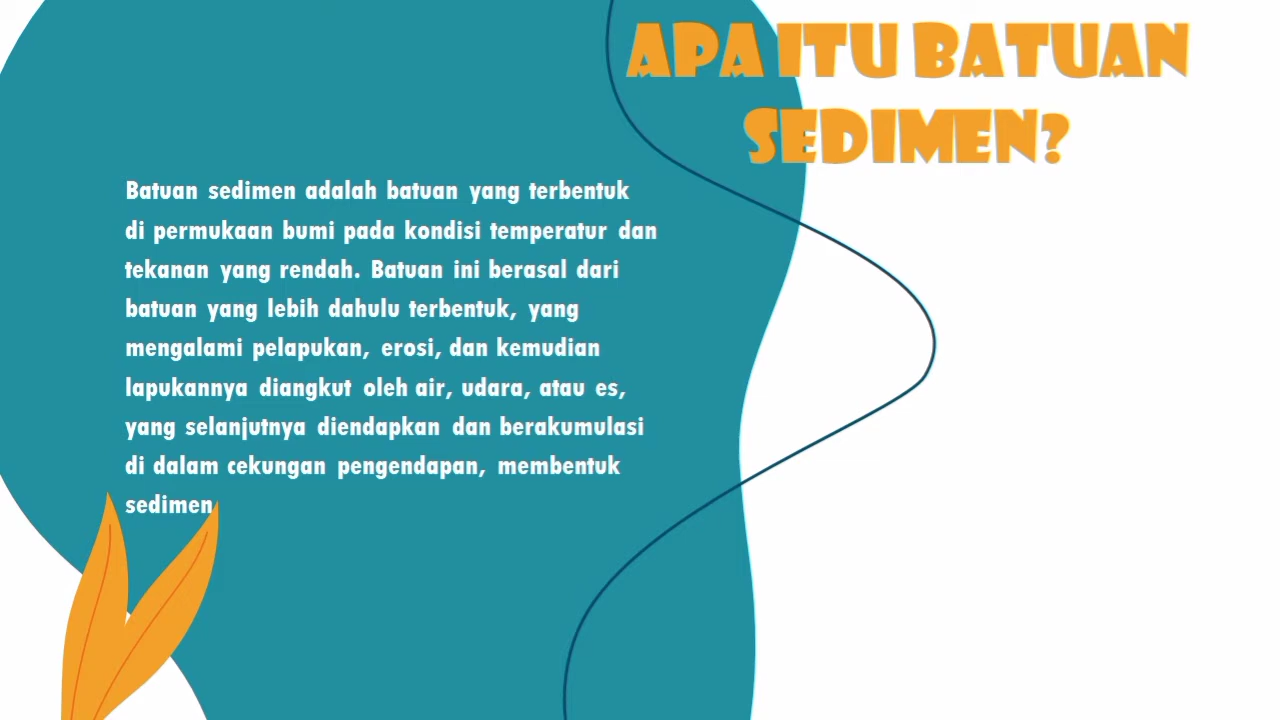 APA ITU BATUAN
SEDIMEN?
Batuan sedimen adalah batuan yang terbentuk
di permukaan bumi pada kondisi temperatur dan
tekanan yang rendah. Batuan ini berasal dari
batuan yang lebih dahulu terbentuk, yang
mengalami pelapukan, erosi, dan kemudian
lapukannya diangkut oleh air, udara, atau es,
yang selanjutnya diendapkan dan berakumulasi
di dalam cekungan pengendapan, membentuk
sedimen